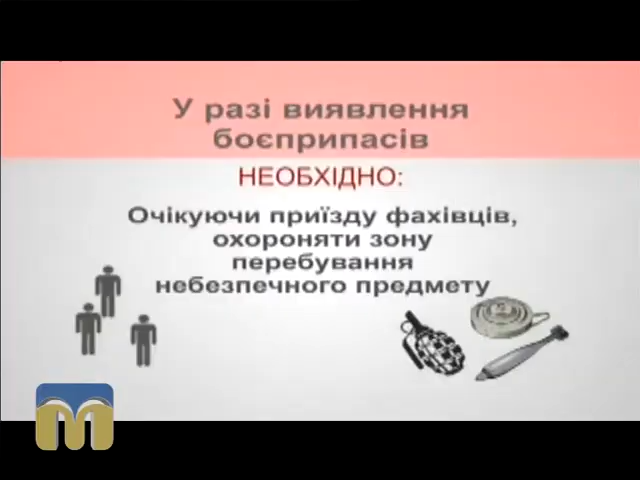 У разі виявлення
боєприпасів
НЕОБХІДНО:
Очікуючи приїзду фахівців,
охороняти зону
перебування
небезпечного предмету